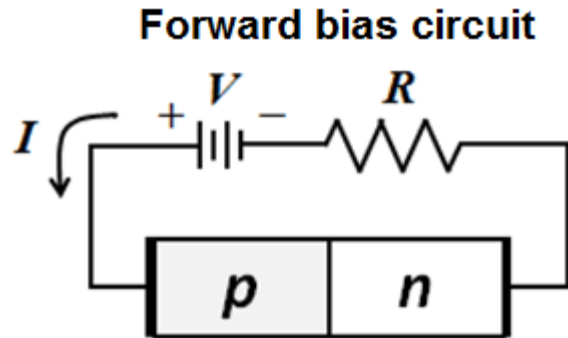 Forward bias circuit
I + V − R
p n